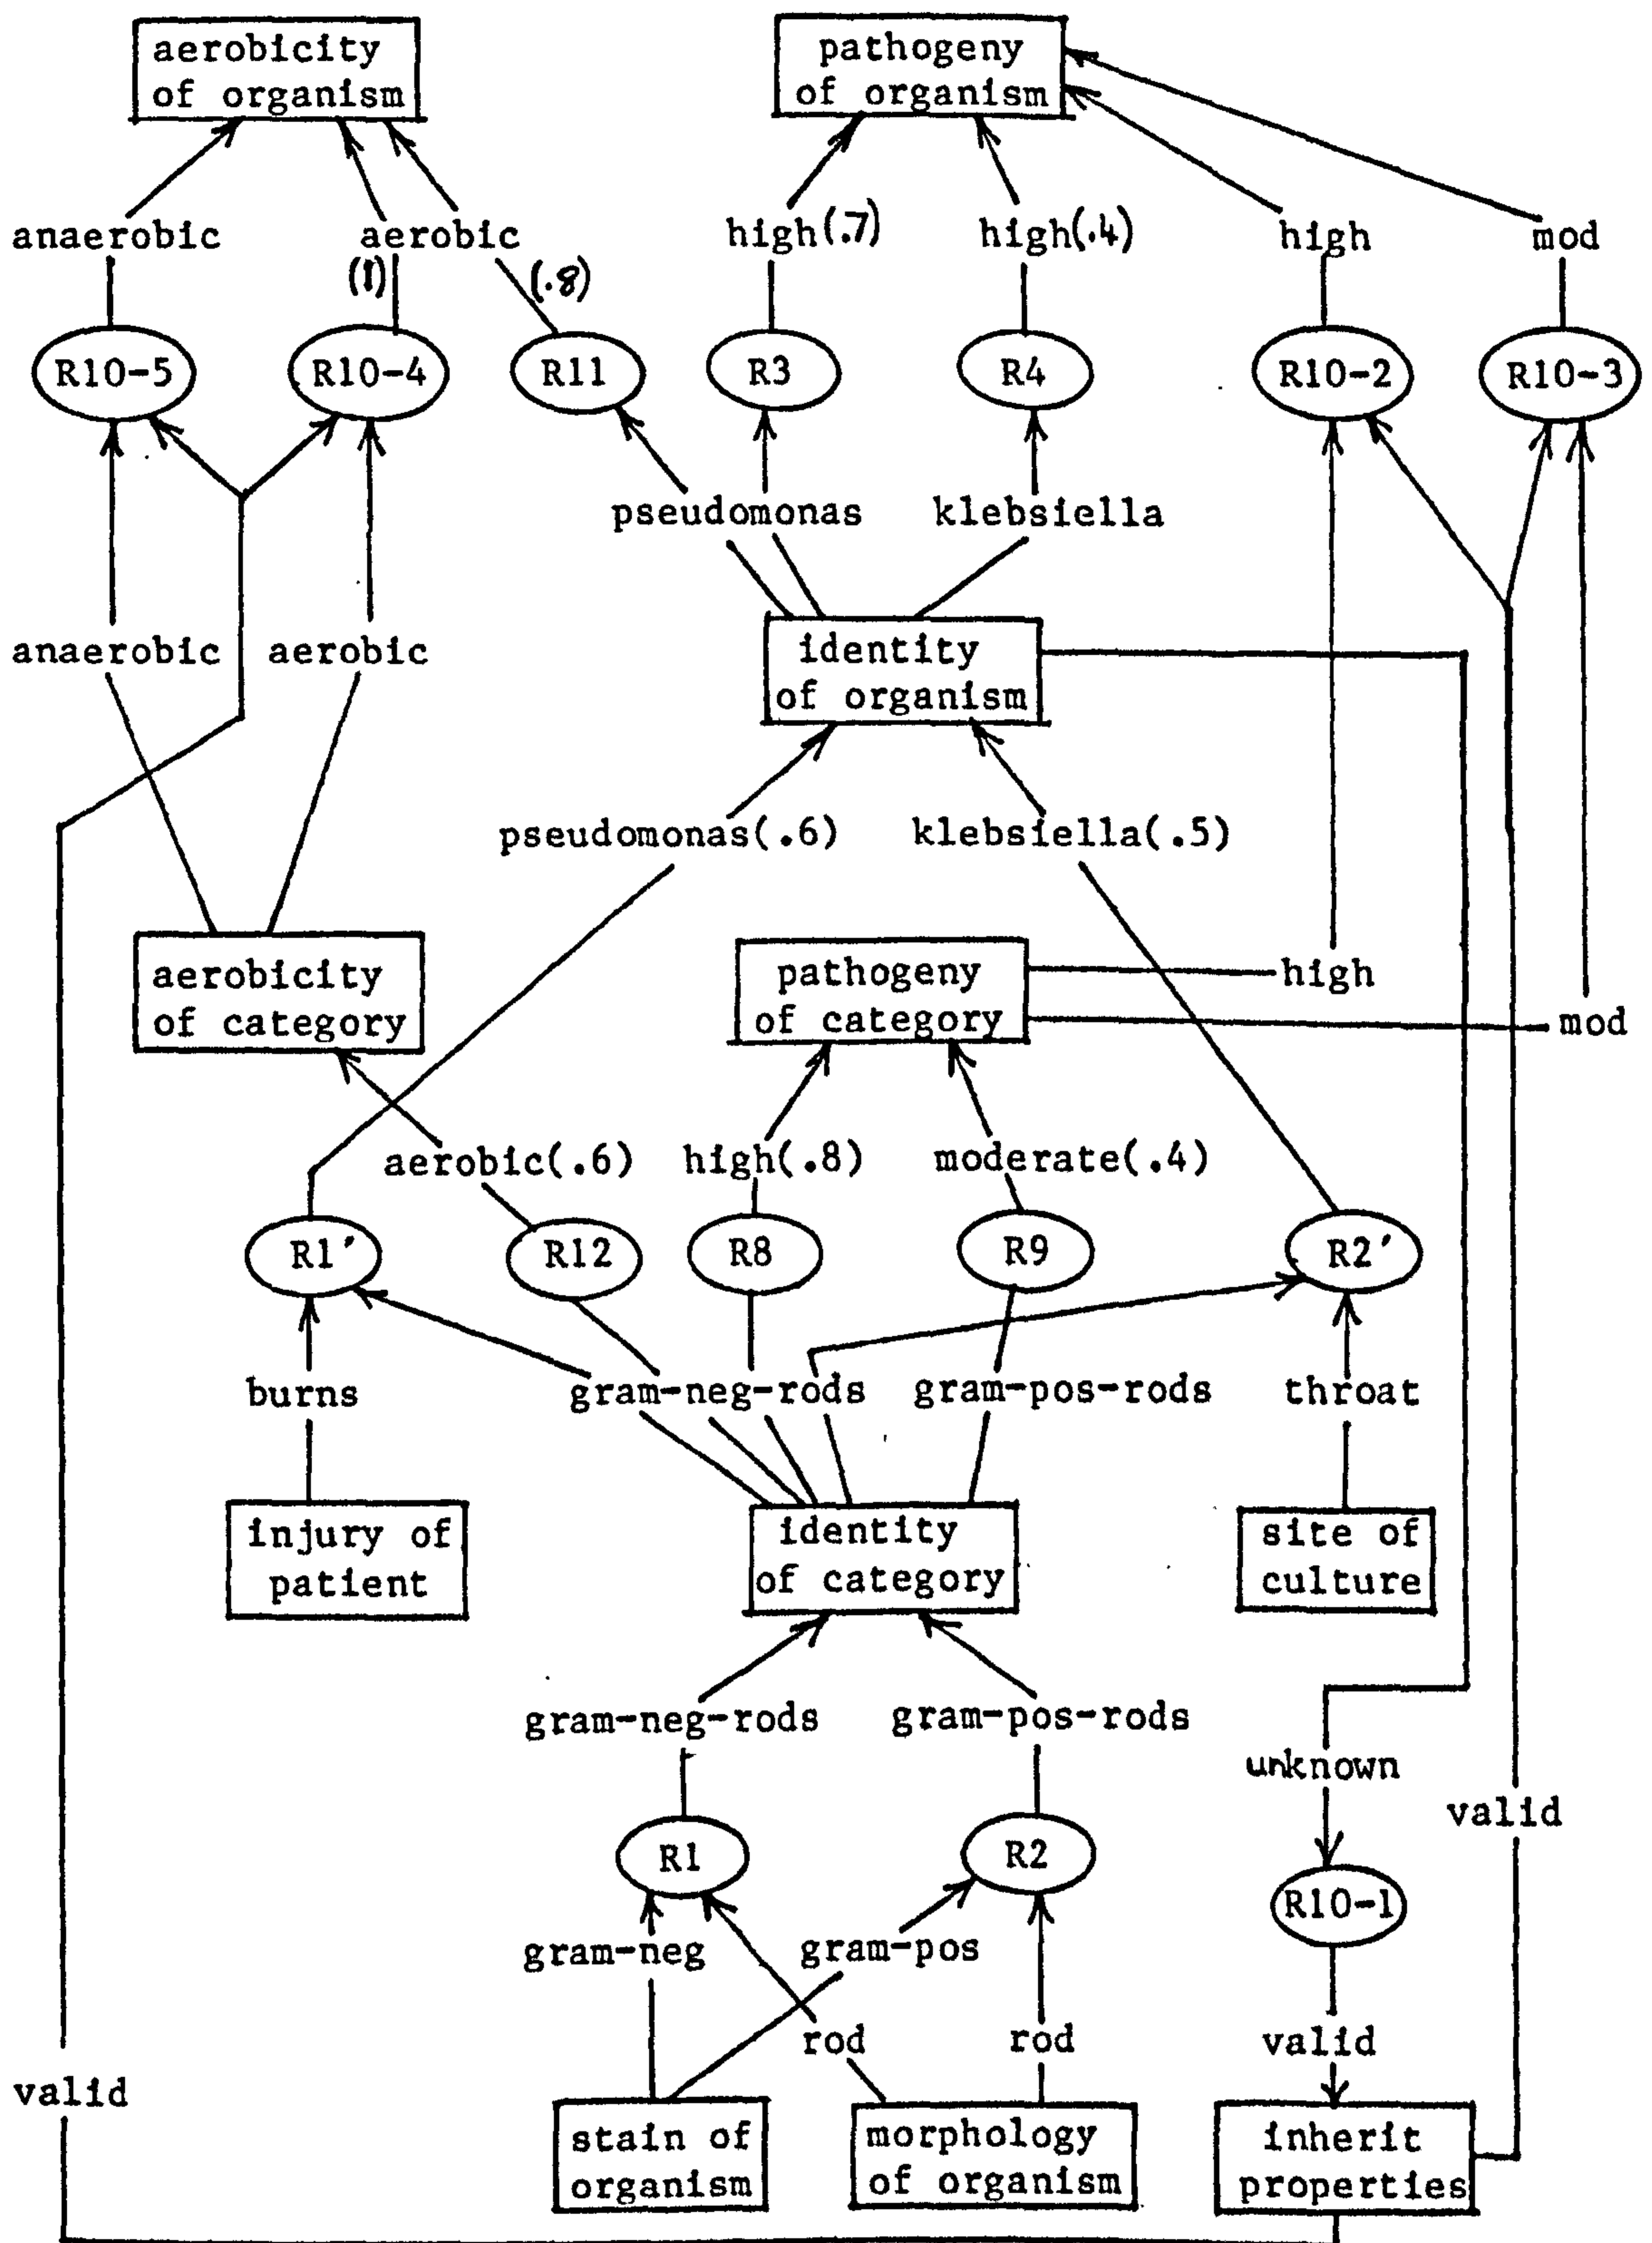 aerobicity
of organism
pathogeny
of organism
anaerobic
aerobic
high(.7)
high(.4)
high
mod
(1)
(.8)
R10-5
R10-4
R11
R3
R4
R10-2
R10-3
pseudomonas
klebsiella
anaerobic
aerobic
identity
of organism
pseudomonas(.6)
klebsiella(.5)
aerobicity
of category
pathogeny
of category
high
mod
aerobic(.6)
high(.8)
moderate(.4)
R1'
R12
R8
R9
R2'
burns
gram-neg-rods
gram-pos-rods
throat
injury of
patient
identity
of category
site of
culture
gram-neg-rods
gram-pos-rods
unknown
valid
R1
R2
R10-1
gram-neg
gram-pos
rod
rod
valid
valid
stain of
organism
morphology
of organism
inherit
properties